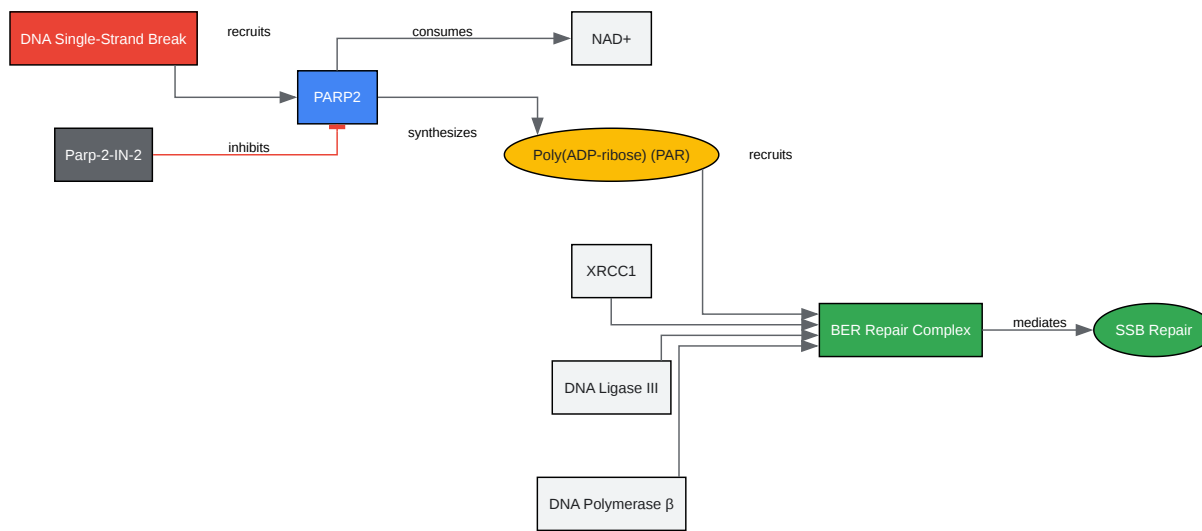 DNA Single-Strand Break
recruits
consumes
NAD+
PARP2
synthesizes
Parp-2-IN-2
inhibits
Poly(ADP-ribose) (PAR)
recruits
XRCC1
BER Repair Complex
mediates
SSB Repair
DNA Ligase III
DNA Polymerase β